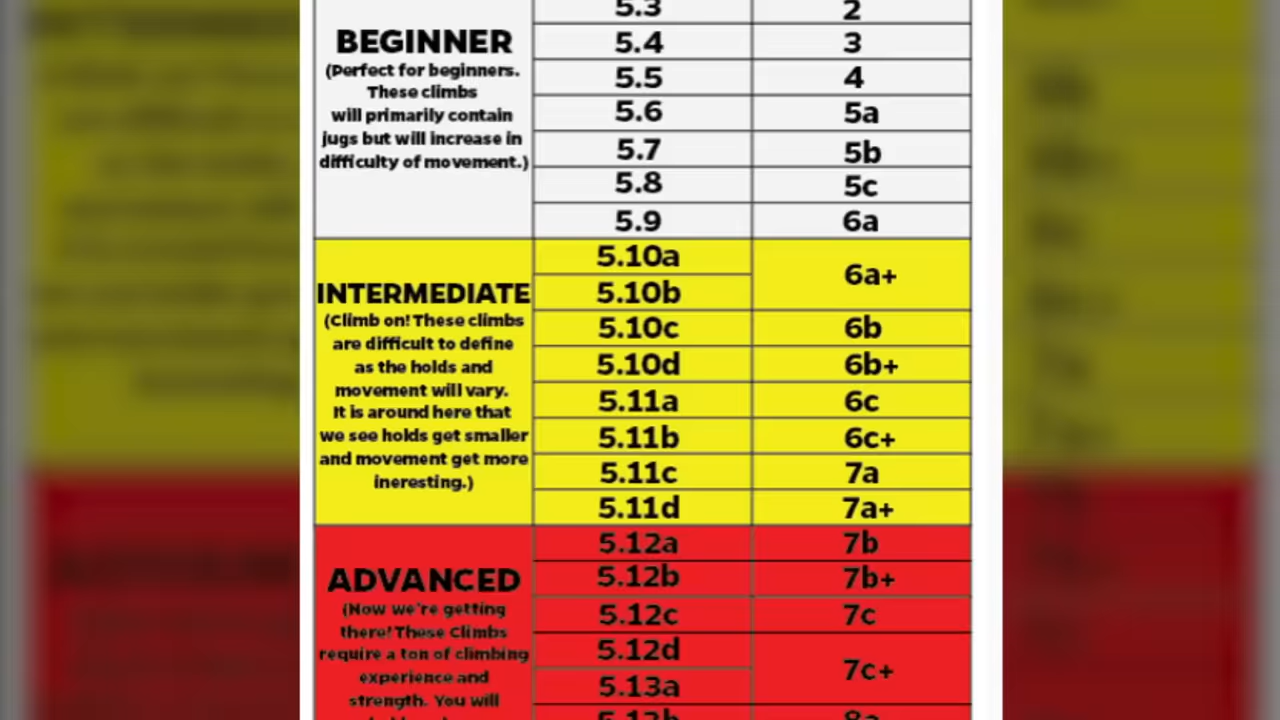 5.3 2
BEGINNER
(Perfect for beginners.
These climbs
will primarily contain
jugs but will increase in
difficulty of movement.)
5.4 3
5.5 4
5.6 5a
5.7 5b
5.8 5c
5.9 6a
INTERMEDIATE
(Climb on! These climbs
are difficult to define
as the holds and
movement will vary.
It is around here that
we see holds get smaller
and movement get more
ineresting.)
5.10a
6a+
5.10b
5.10c 6b
5.10d 6b+
5.11a 6c
5.11b 6c+
5.11c 7a
5.11d 7a+
ADVANCED
(Now we're getting
there! These Climbs
require a ton of climbing
experience and
strength. You will
5.12a 7b
5.12b 7b+
5.12c 7c
5.12d
7c+
5.13a